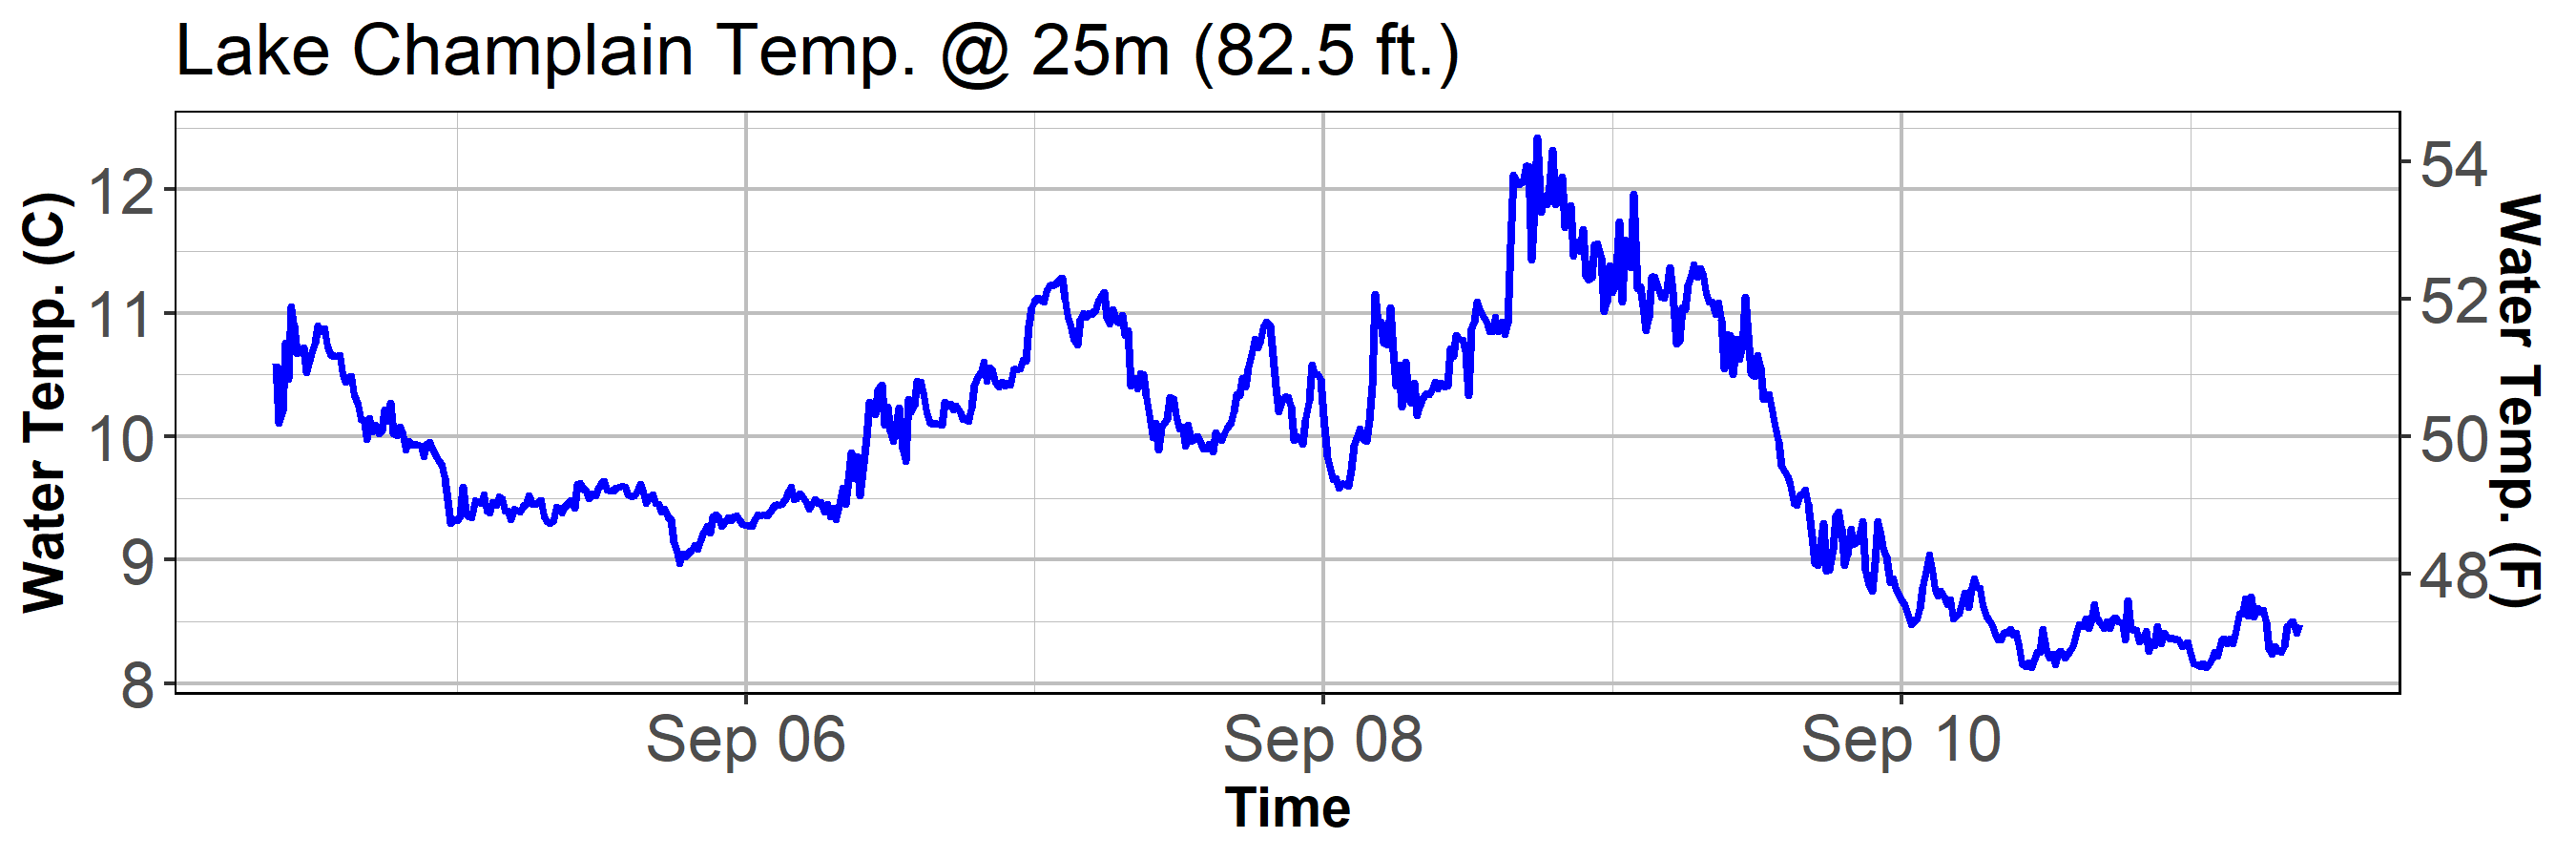 Lake Champlain Temp. @ 25m (82.5 ft.)
Water Temp. (C)
12
11
10
9
8
54
52
50
48
Water Temp. (F)
Sep 06
Sep 08
Sep 10
Time